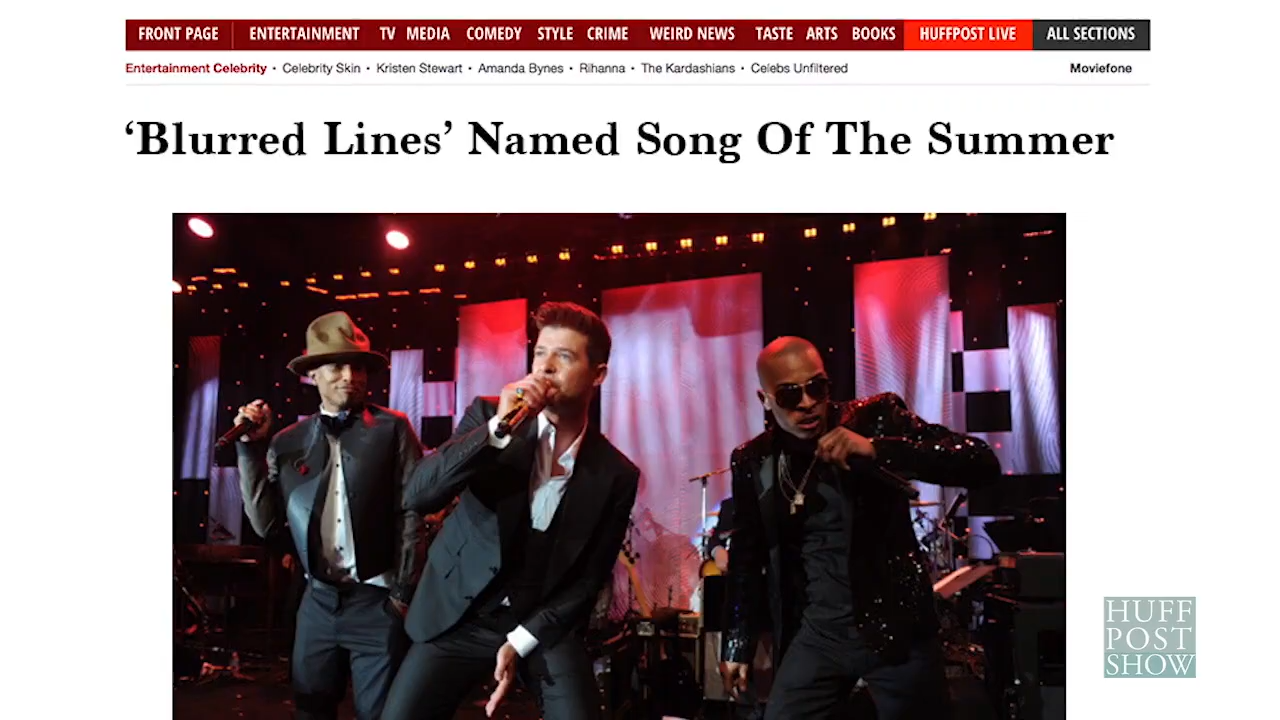 FRONT PAGE ENTERTAINMENT TV MEDIA COMEDY STYLE CRIME WEIRD NEWS TASTE ARTS BOOKS HUFFPOST LIVE ALL SECTIONS
Entertainment Celebrity • Celebrity Skin • Kristen Stewart • Amanda Bynes • Rihanna • The Kardashians • Celebs Unfiltered Moviefone
‘Blurred Lines’ Named Song Of The Summer
HUFF
POST
SHOW